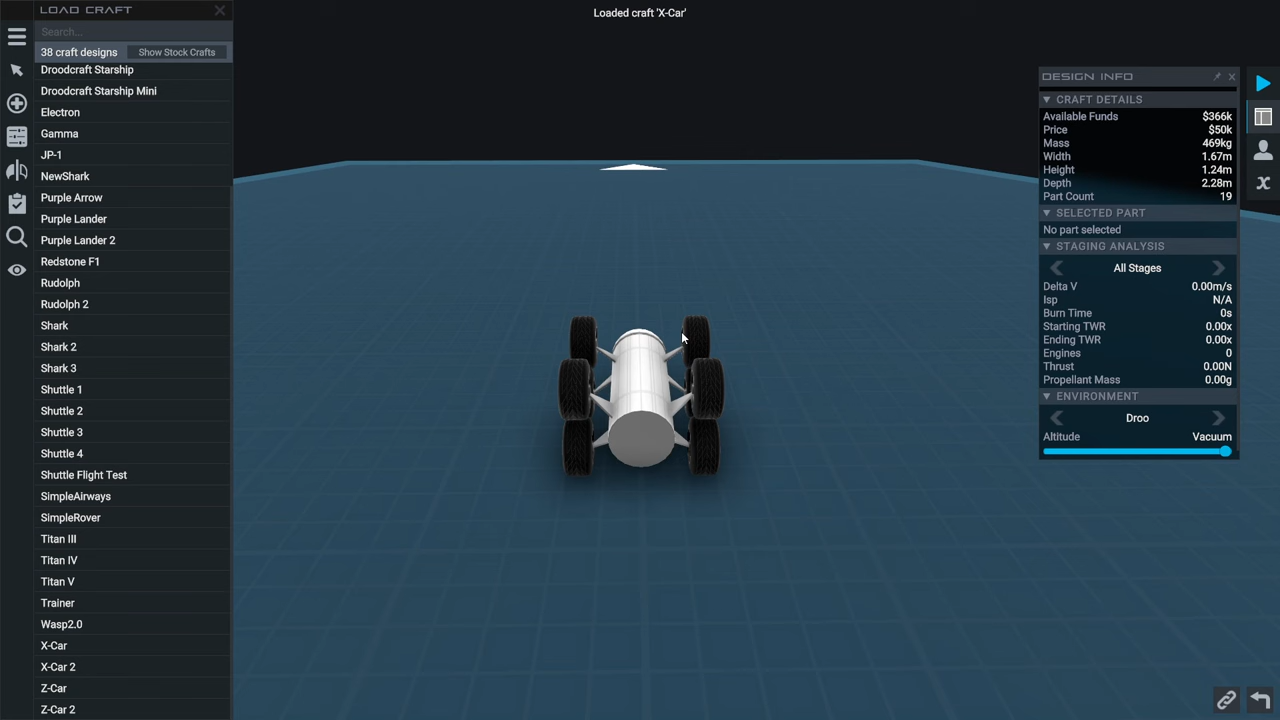 LOAD CRAFT
Loaded craft 'X-Car'
Search...
38 craft designs
Show Stock Crafts
Droodcraft Starship
Droodcraft Starship Mini
Electron
Gamma
JP-1
NewShark
Purple Arrow
Purple Lander
Purple Lander 2
Redstone F1
Rudolph
Rudolph 2
Shark
Shark 2
Shark 3
Shuttle 1
Shuttle 2
Shuttle 3
Shuttle 4
Shuttle Flight Test
SimpleAirways
SimpleRover
Titan III
Titan IV
Titan V
Trainer
Wasp2.0
X-Car
X-Car 2
Z-Car
Z-Car 2
DESIGN INFO
CRAFT DETAILS
Available Funds $366k
Price $50k
Mass 469kg
Width 1.67m
Height 1.24m
Depth 2.28m
Part Count 19
SELECTED PART
No part selected
STAGING ANALYSIS
All Stages
Delta V 0.00m/s
Isp N/A
Burn Time 0s
Starting TWR 0.00x
Ending TWR 0.00x
Engines 0
Thrust 0.00N
Propellant Mass 0.00g
ENVIRONMENT
Droo
Altitude Vacuum